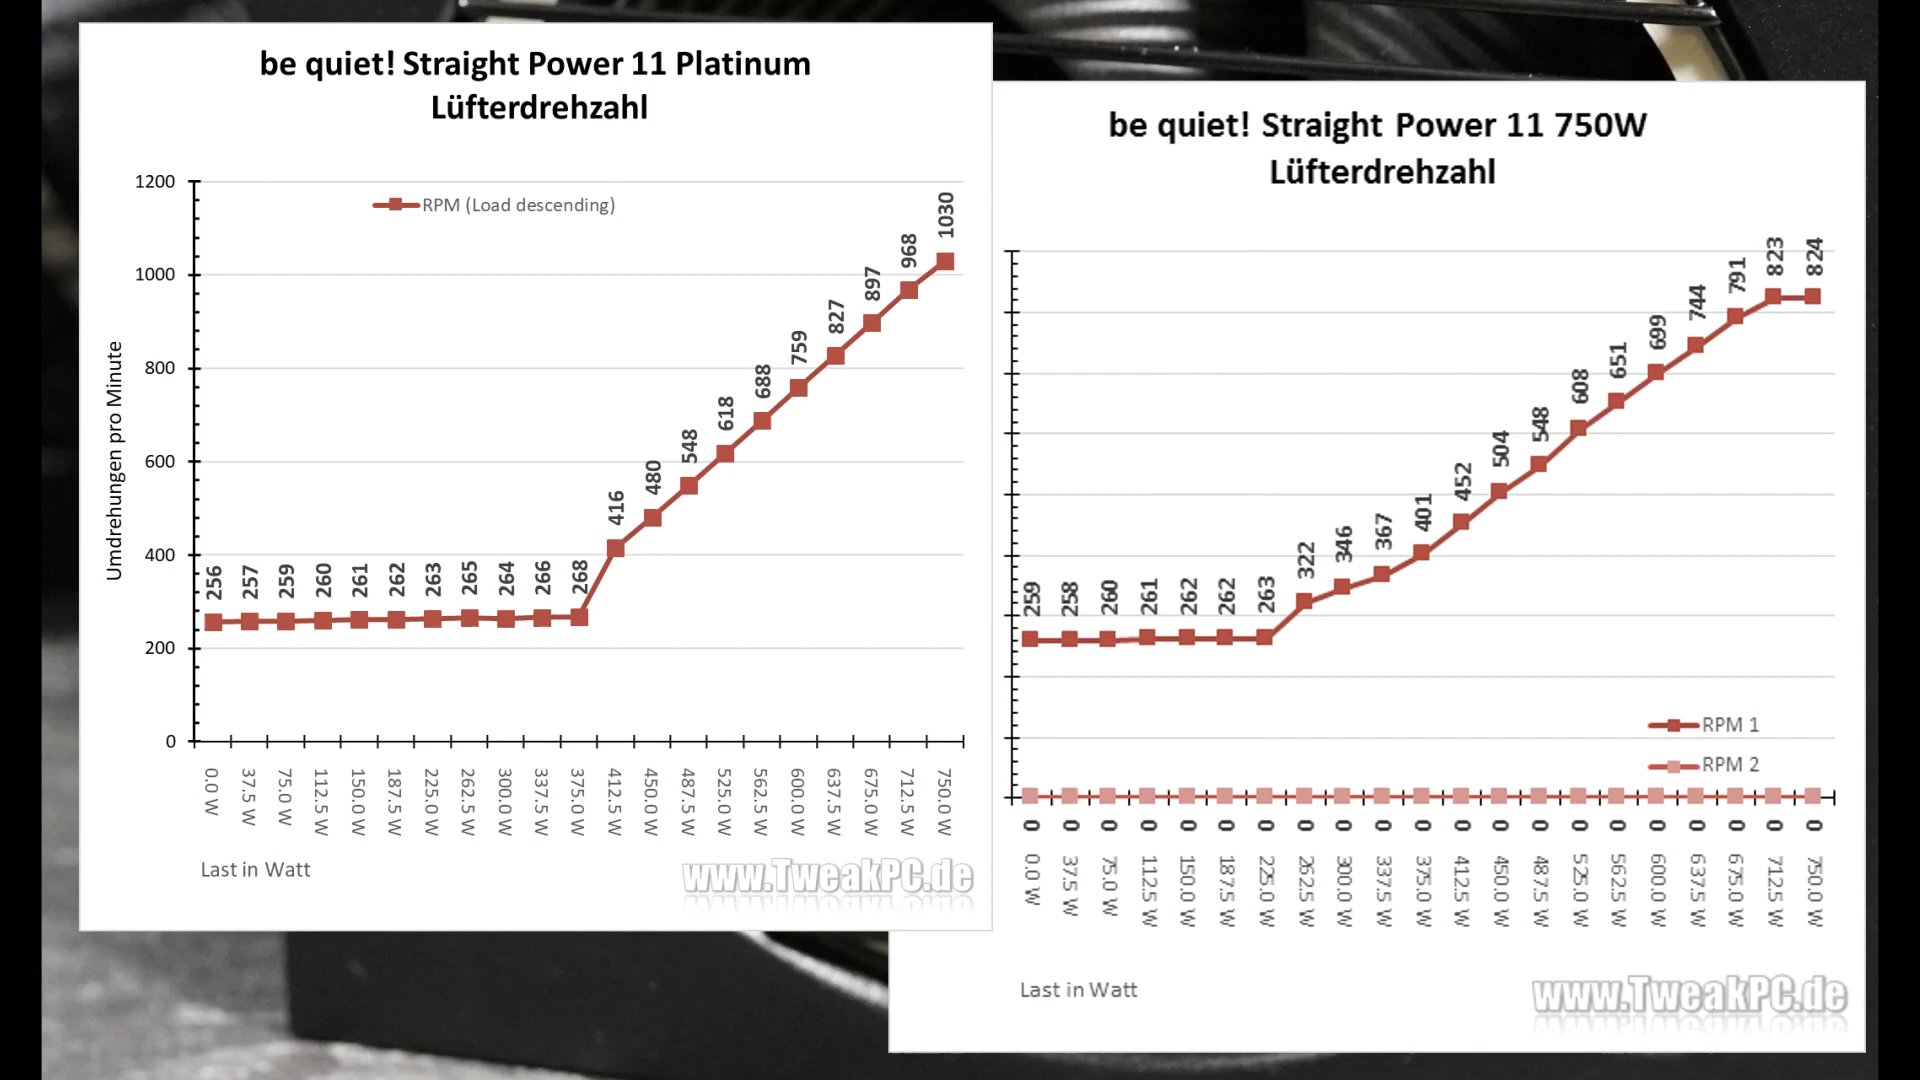 be quiet! Straight Power 11 Platinum
Lüfterdrehzahl
1200
1000
800
600
400
200
0
Umdrehungen pro Minute
RPM (Load descending)
256 257 259 260 261 262 263 265 264 266 268 416 480 548 618 688 759 827 897 968 1030
0.0 W 37.5 W 75.0 W 112.5 W 150.0 W 187.5 W 225.0 W 262.5 W 300.0 W 337.5 W 375.0 W 412.5 W 450.0 W 487.5 W 525.0 W 562.5 W 600.0 W 637.5 W 675.0 W 712.5 W 750.0 W
Last in Watt
www.TweakPC.de
be quiet! Straight Power 11 750W
Lüfterdrehzahl
259 258 260 261 262 262 263 322 346 367 401 452 504 548 608 651 699 744 791 823 824
RPM 1
RPM 2
0 0 0 0 0 0 0 0 0 0 0 0 0 0 0 0 0 0 0 0 0
0.0 W 37.5 W 75.0 W 112.5 W 150.0 W 187.5 W 225.0 W 262.5 W 300.0 W 337.5 W 375.0 W 412.5 W 450.0 W 487.5 W 525.0 W 562.5 W 600.0 W 637.5 W 675.0 W 712.5 W 750.0 W
Last in Watt
www.TweakPC.de